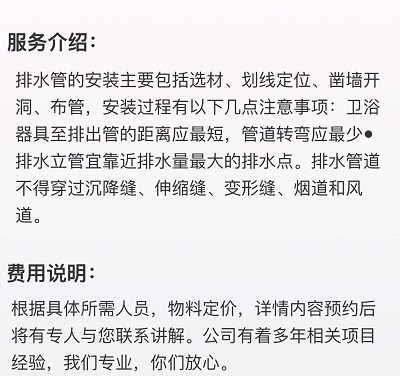 服务介绍：
排水管的安装主要包括选材、划线定位、凿墙开
洞、布管，安装过程有以下几点注意事项：卫浴
器具至排出管的距离应最短，管道转弯应最少●
排水立管宜靠近排水量最大的排水点。排水管道
不得穿过沉降缝、伸缩缝、变形缝、烟道和风
道。
费用说明：
根据具体所需人员，物料定价，详情内容预约后
将有专人与您联系讲解。公司有着多年相关项目
经验，我们专业，你们放心。